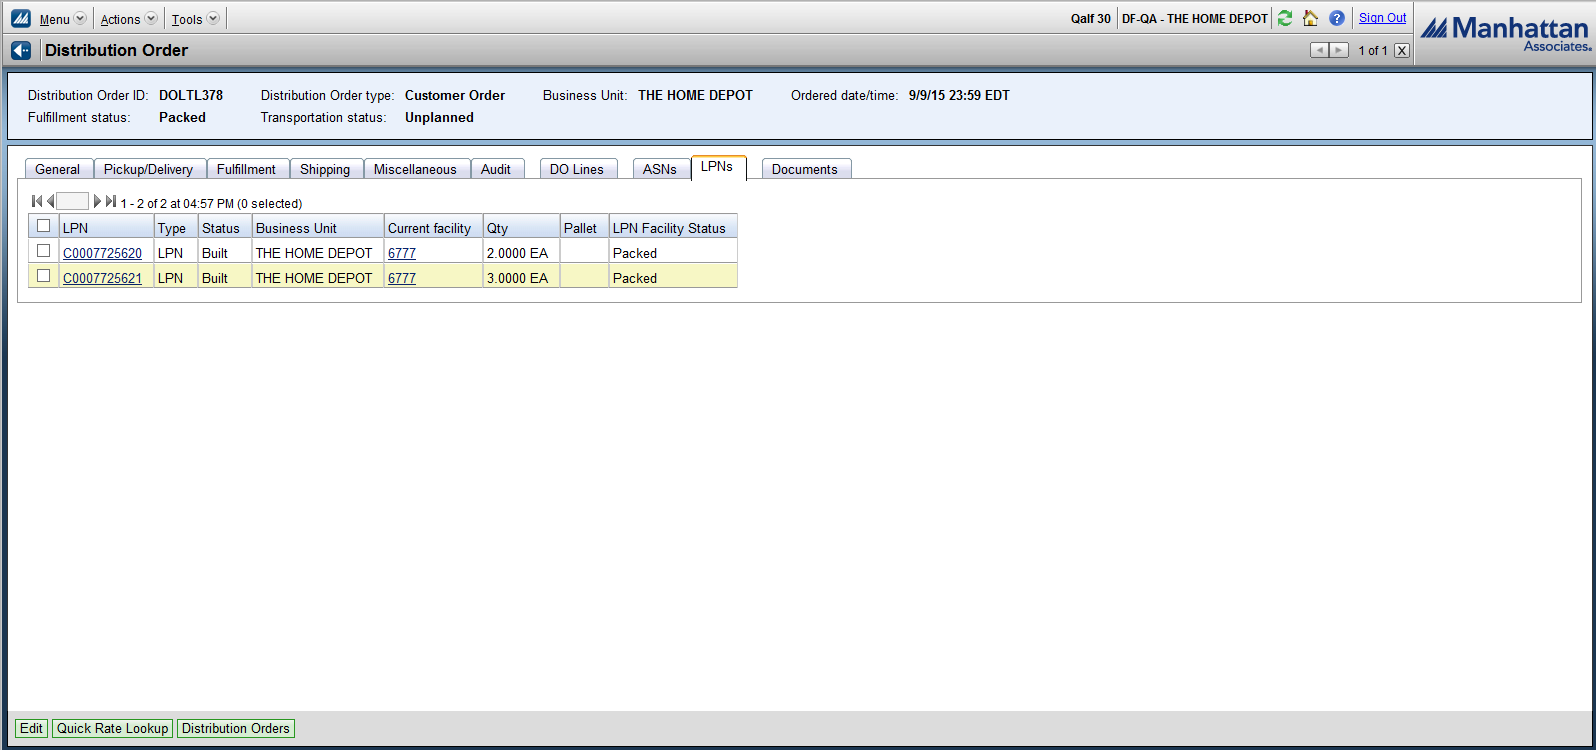 Menu Actions Tools Qalf 30 DF-QA - THE HOME DEPOT Sign Out
Manhattan
Associates.
Distribution Order 1 of 1 X
Distribution Order ID: DOLTL378 Distribution Order type: Customer Order Business Unit: THE HOME DEPOT Ordered date/time: 9/9/15 23:59 EDT
Fulfillment status: Packed Transportation status: Unplanned
General Pickup/Delivery Fulfillment Shipping Miscellaneous Audit DO Lines ASNs LPNs Documents
1 - 2 of 2 at 04:57 PM (0 selected)
LPN Type Status Business Unit Current facility Qty Pallet LPN Facility Status
C0007725620 LPN Built THE HOME DEPOT 6777 2.0000 EA Packed
C0007725621 LPN Built THE HOME DEPOT 6777 3.0000 EA Packed
Edit Quick Rate Lookup Distribution Orders